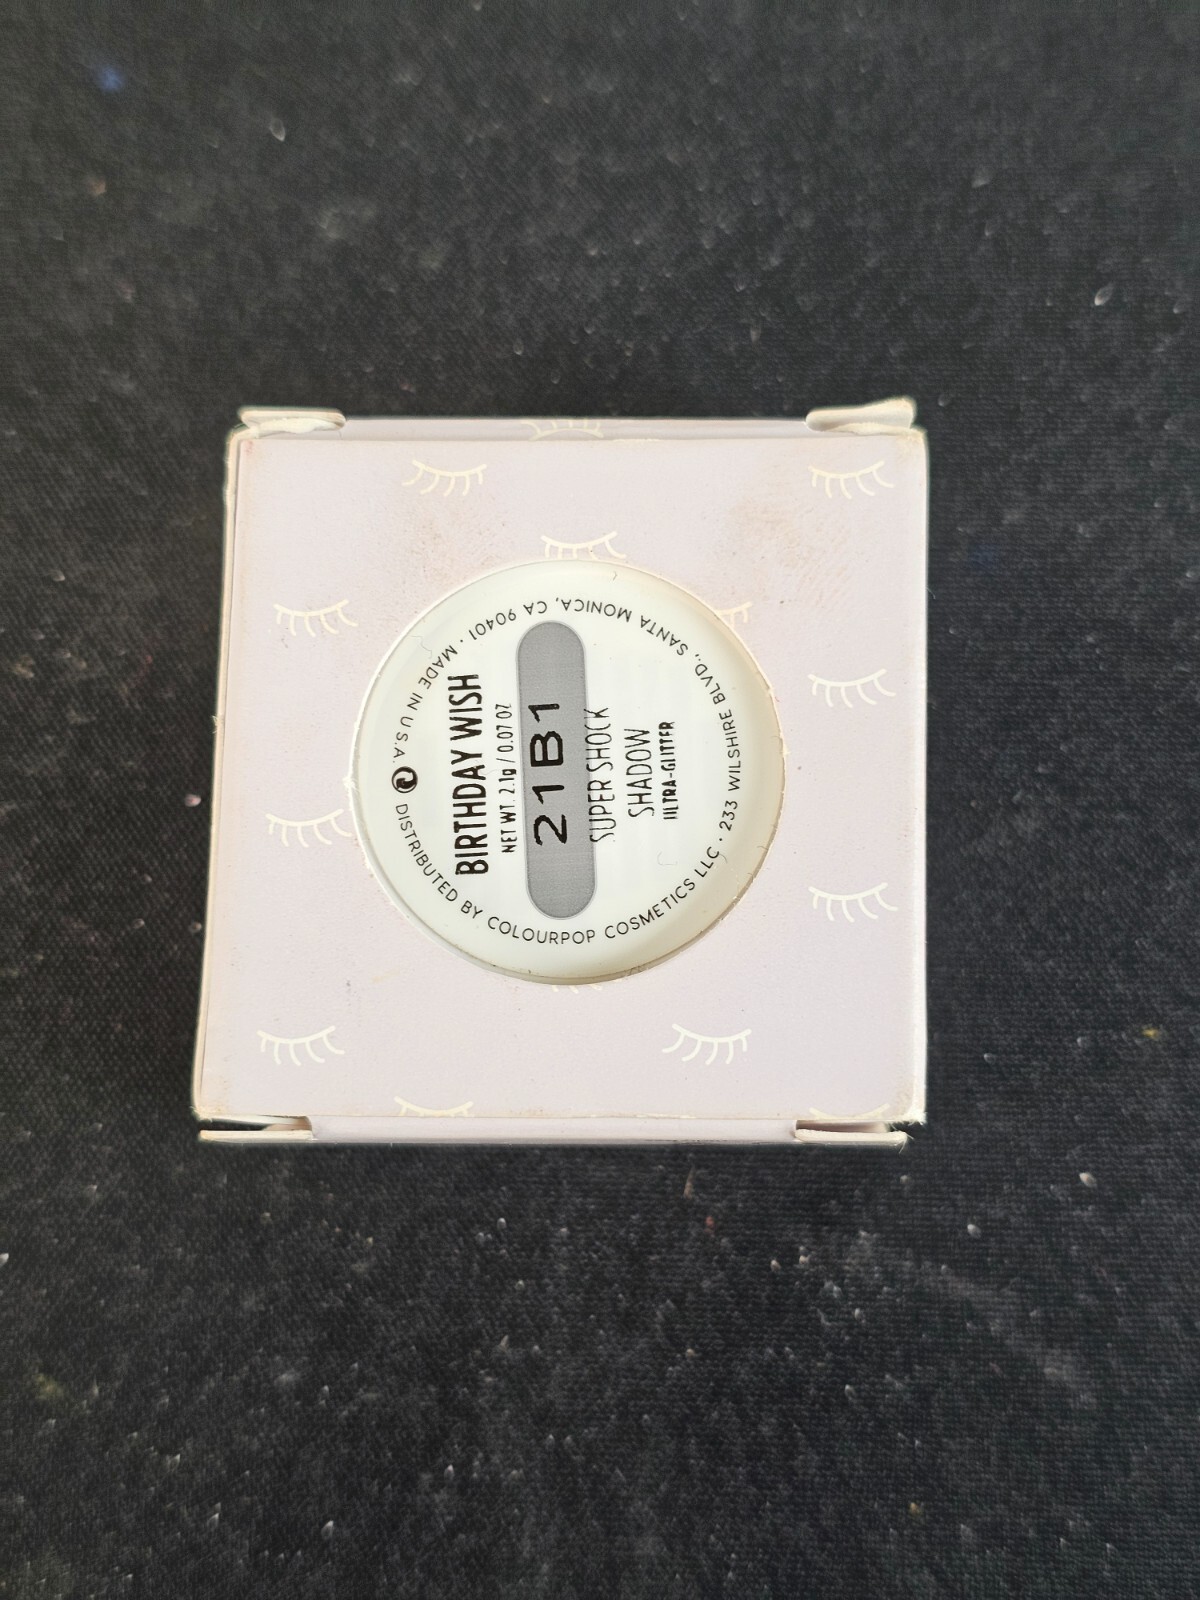 BIRTHDAY WISH
NET WT. 2.1g / 0.07 OZ
21B1
SUPER SHOCK
SHADOW
ULTRA-GLITTER
DISTRIBUTED BY COLOURPOP COSMETICS LLC · 233 WILSHIRE BLVD., SANTA MONICA, CA 90401 · MADE IN U.S.A.